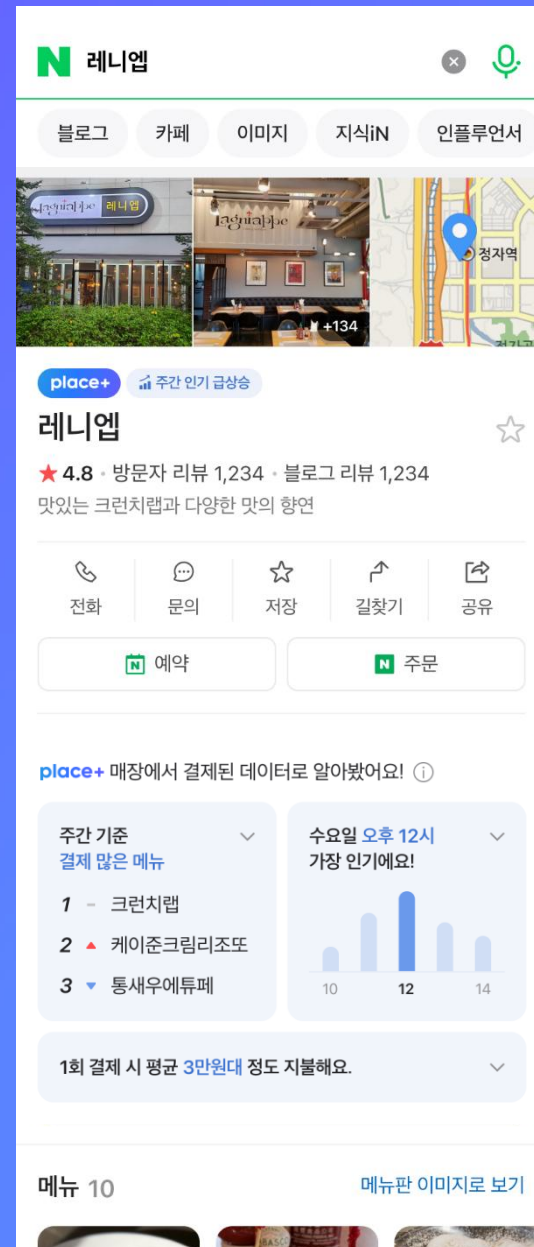 N 레니엡
블로그 카페 이미지 지식iN 인플루언서
lagniappe 레니엡
lagniappe
+134
정자역
place+ 주간 인기 급상승
레니엡
4.8 · 방문자 리뷰 1,234 · 블로그 리뷰 1,234
맛있는 크런치랩과 다양한 맛의 향연
전화 문의 저장 길찾기 공유
N 예약 N 주문
place+ 매장에서 결제된 데이터로 알아봤어요!
주간 기준
결제 많은 메뉴
1 - 크런치랩
2 ▲ 케이준크림리조또
3 ▼ 통새우에튜페
수요일 오후 12시
가장 인기에요!
10 12 14
1회 결제 시 평균 3만원대 정도 지불해요.
메뉴 10 메뉴판 이미지로 보기